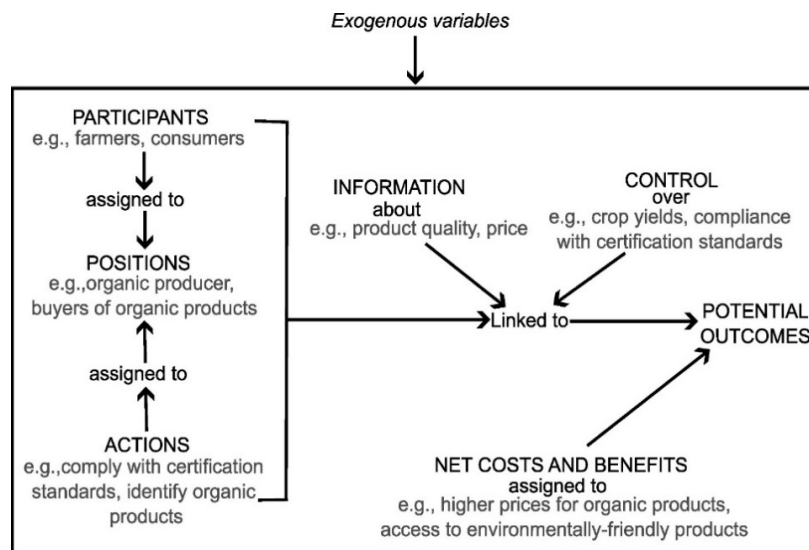 Exogenous variables
PARTICIPANTS
e.g., farmers, consumers
assigned to
POSITIONS
e.g.,organic producer,
buyers of organic products
assigned to
ACTIONS
e.g.,comply with certification
standards, identify organic
products
INFORMATION
about
e.g., product quality, price
CONTROL
over
e.g., crop yields, compliance
with certification standards
Linked to
POTENTIAL
OUTCOMES
NET COSTS AND BENEFITS
assigned to
e.g., higher prices for organic products,
access to environmentally-friendly products